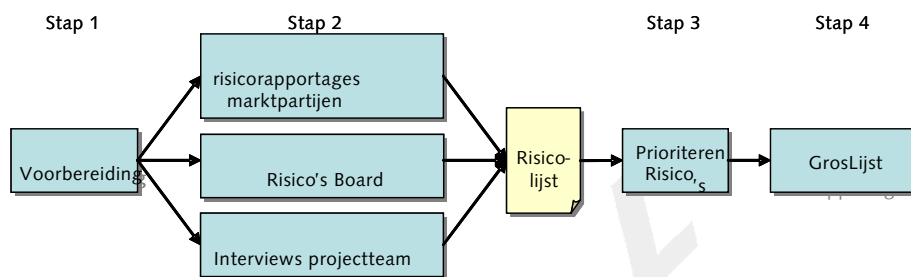 Stap 1
Stap 2
Stap 3
Stap 4
Voorbereiding
risicorapportages
marktpartijen
Risico's Board
Interviews projectteam
Risico-
lijst
Prioriteren
Risico's
GrosLijst